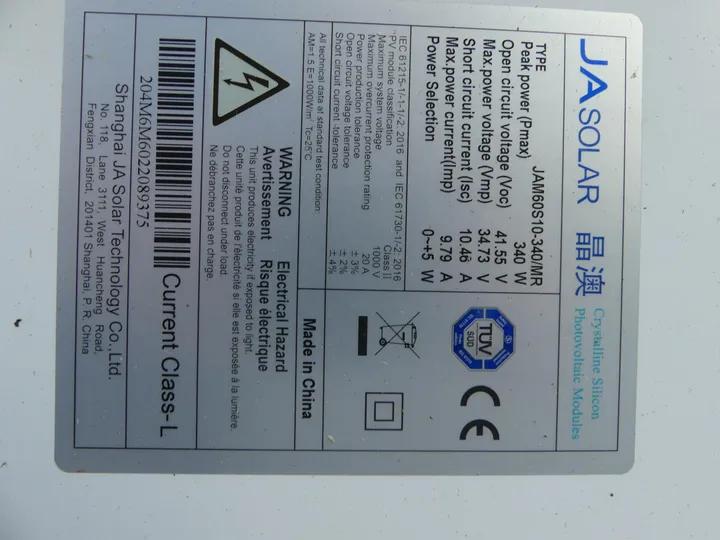 JA SOLAR 晶澳
Crystalline Silicon
Photovoltaic Modules
TYPE JAM60S10-340/MR
Peak power (Pmax) 340 W
Open circuit voltage (Voc) 41.55 V
Max.power voltage (Vmp) 34.73 V
Short circuit current (Isc) 10.46 A
Max.power current(Imp) 9.79 A
Power Selection 0~+5 W
TÜV
SÜD
CE
IEC 61215-1/-1-1/-2: 2016 and IEC 61730-1/-2: 2016
PV module classification Class II
Maximum system voltage 1000 V
Maximum overcurrent protection rating 20 A
Power production tolerance ± 3%
Open circuit voltage tolerance ± 2%
Short circuit current tolerance ± 4%
All technical data at standard test condition:
AM=1.5 E=1000W/m² Tc=25°C
Made in China
WARNING Electrical Hazard
Avertissement Risque électrique
This unit produces electricity if exposed to light.
Cette unité produit de l'électricité si elle est exposée à la lumière.
Do not disconnect under load.
Ne débranchez pas en charge.
204M6M6022089375
Current Class-L
Shanghai JA Solar Technology Co.,Ltd.
No. 118, Lane 3111, West Huancheng Road,
Fengxian District, 201401 Shanghai, P. R. China